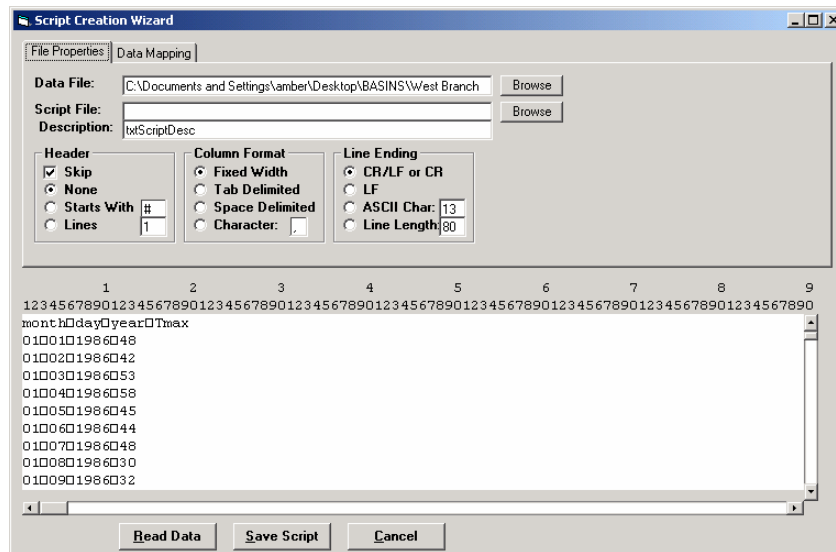 Script Creation Wizard
File Properties Data Mapping
Data File: C:\Documents and Settings\amber\Desktop\BASINS\West Branch Browse
Script File: Browse
Description: txtScriptDesc
Header Column Format Line Ending
Skip Fixed Width CR/LF or CR
None Tab Delimited LF
Starts With # Space Delimited ASCII Char: 13
Lines 1 Character: , Line Length: 80
1 2 3 4 5 6 7 8 9
123456789012345678901234567890123456789012345678901234567890123456789012345678901234567890
month□day□year□Tmax
01□01□1986□48
01□02□1986□42
01□03□1986□53
01□04□1986□58
01□05□1986□45
01□06□1986□44
01□07□1986□48
01□08□1986□30
01□09□1986□32
Read Data Save Script Cancel